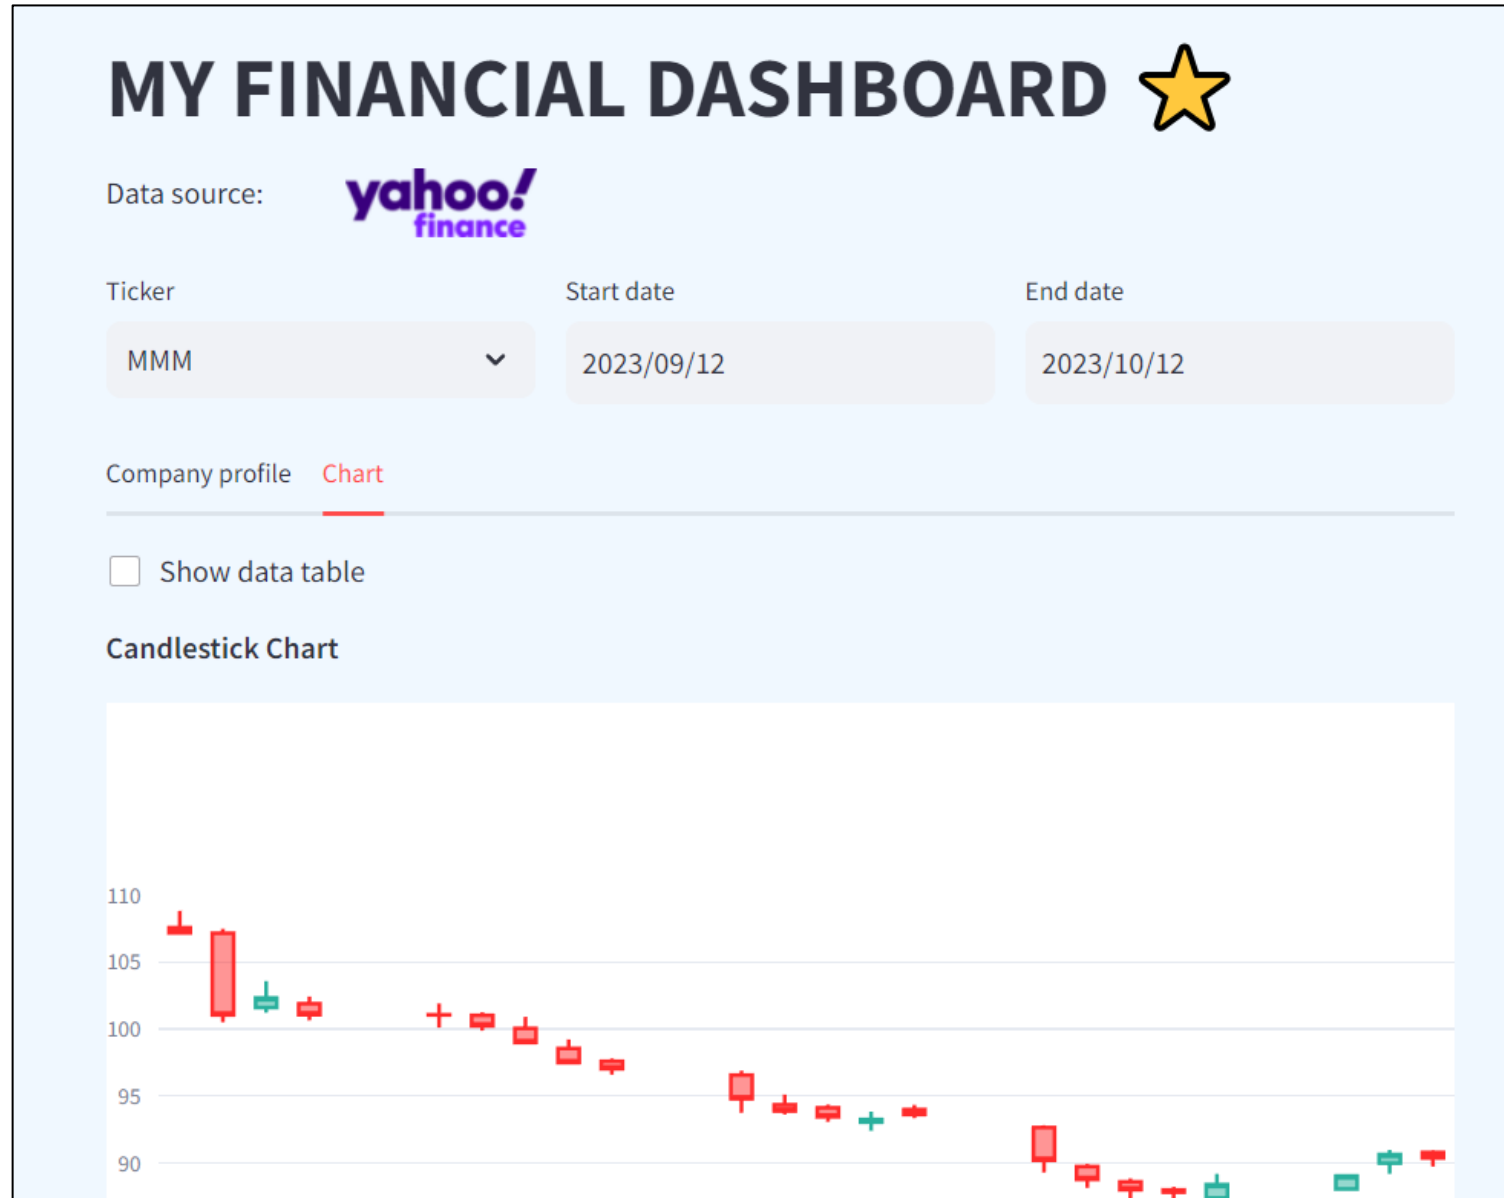 MY FINANCIAL DASHBOARD
Data source: yahoo! finance
Ticker Start date End date
MMM 2023/09/12 2023/10/12
Company profile Chart
Show data table
Candlestick Chart
110
105
100
95
90